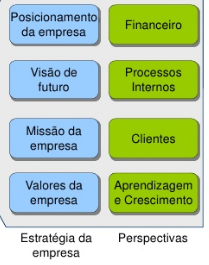 Posicionamento
da empresa
Financeiro
Visão de
futuro
Processos
Internos
Missão da
empresa
Clientes
Valores da
empresa
Aprendizagem
e Crescimento
Estratégia da
empresa
Perspectivas